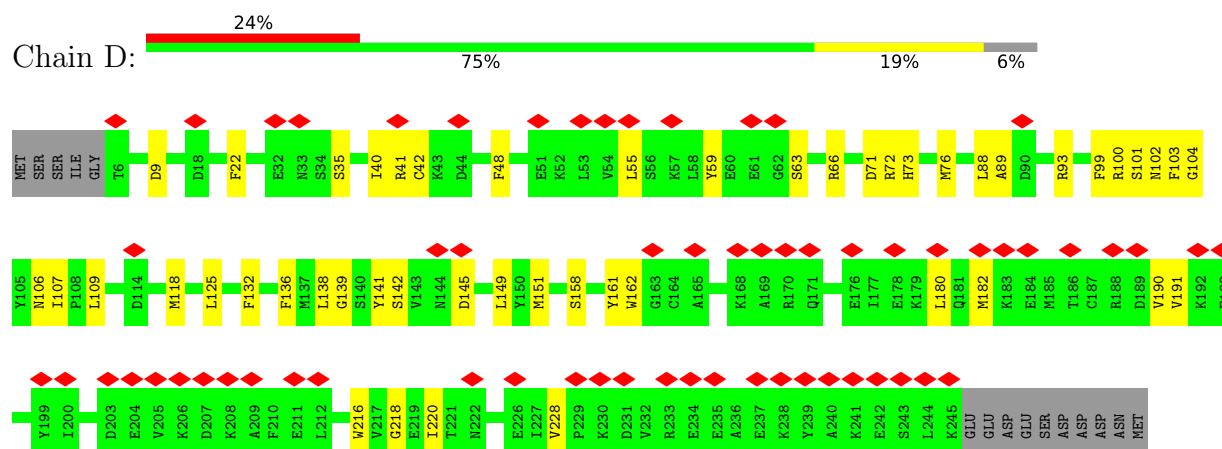 24%
Chain D:
75% 19% 6%
MET SER SER ILE GLY T6 D9 D18 F22 E32 N33 S34 S35 I40 R41 C42 K43 D44 F48 E51 K52 L53 V54 L55 S56 K57 L58 Y59 E60 E61 G62 S63 R66 D71 R72 H73 M76 L88 A89 D90 R93 F99 R100 S101 N102 F103 G104
Y105 N106 I107 P108 L109 D114 M118 L125 F132 F136 M137 L138 G139 S140 Y141 S142 V143 N144 D145 L149 Y150 M151 S158 Y161 W162 G163 C164 A165 K168 A169 R170 Q171 E176 I177 E178 K179 L180 Q181 M182 K183 E184 M185 T186 C187 R188 D189 V190 V191 K192
Y199 I200 D203 E204 V205 K206 D207 K208 A209 F210 E211 L212 W216 V217 G218 E219 I220 T221 N222 E226 I227 V228 P229 K230 D231 V232 R233 E234 E235 A236 E237 K238 Y239 A240 K241 E242 S243 L244 K245 GLU GLU ASP GLU SER ASP ASP ASP ASN MET